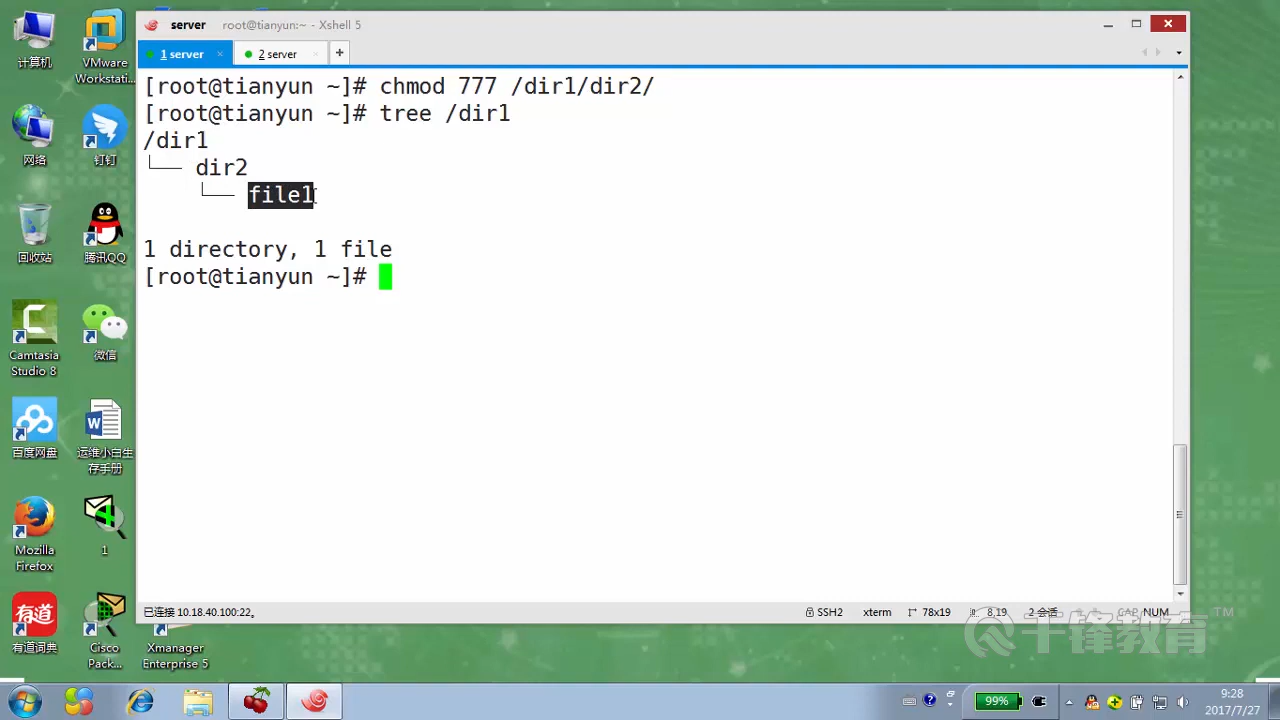 server root@tianyun:~ - Xshell 5
1 server × 2 server × +
[root@tianyun ~]# chmod 777 /dir1/dir2/
[root@tianyun ~]# tree /dir1
/dir1
└── dir2
└── file1
1 directory, 1 file
[root@tianyun ~]#
已连接 10.18.40.100:22。 SSH2 xterm 78x19 8,19 2 会话 CAP NUM
千锋教育 TM
计算机
VMware
Workstati...
网络
钉钉
回收站
腾讯QQ
Camtasia
Studio 8
微信
百度网盘
运维小白生
存手册
Mozilla
Firefox
1
有道
有道词典
Cisco
Pack...
Xmanager
Enterprise 5
99%
9:28
2017/7/27